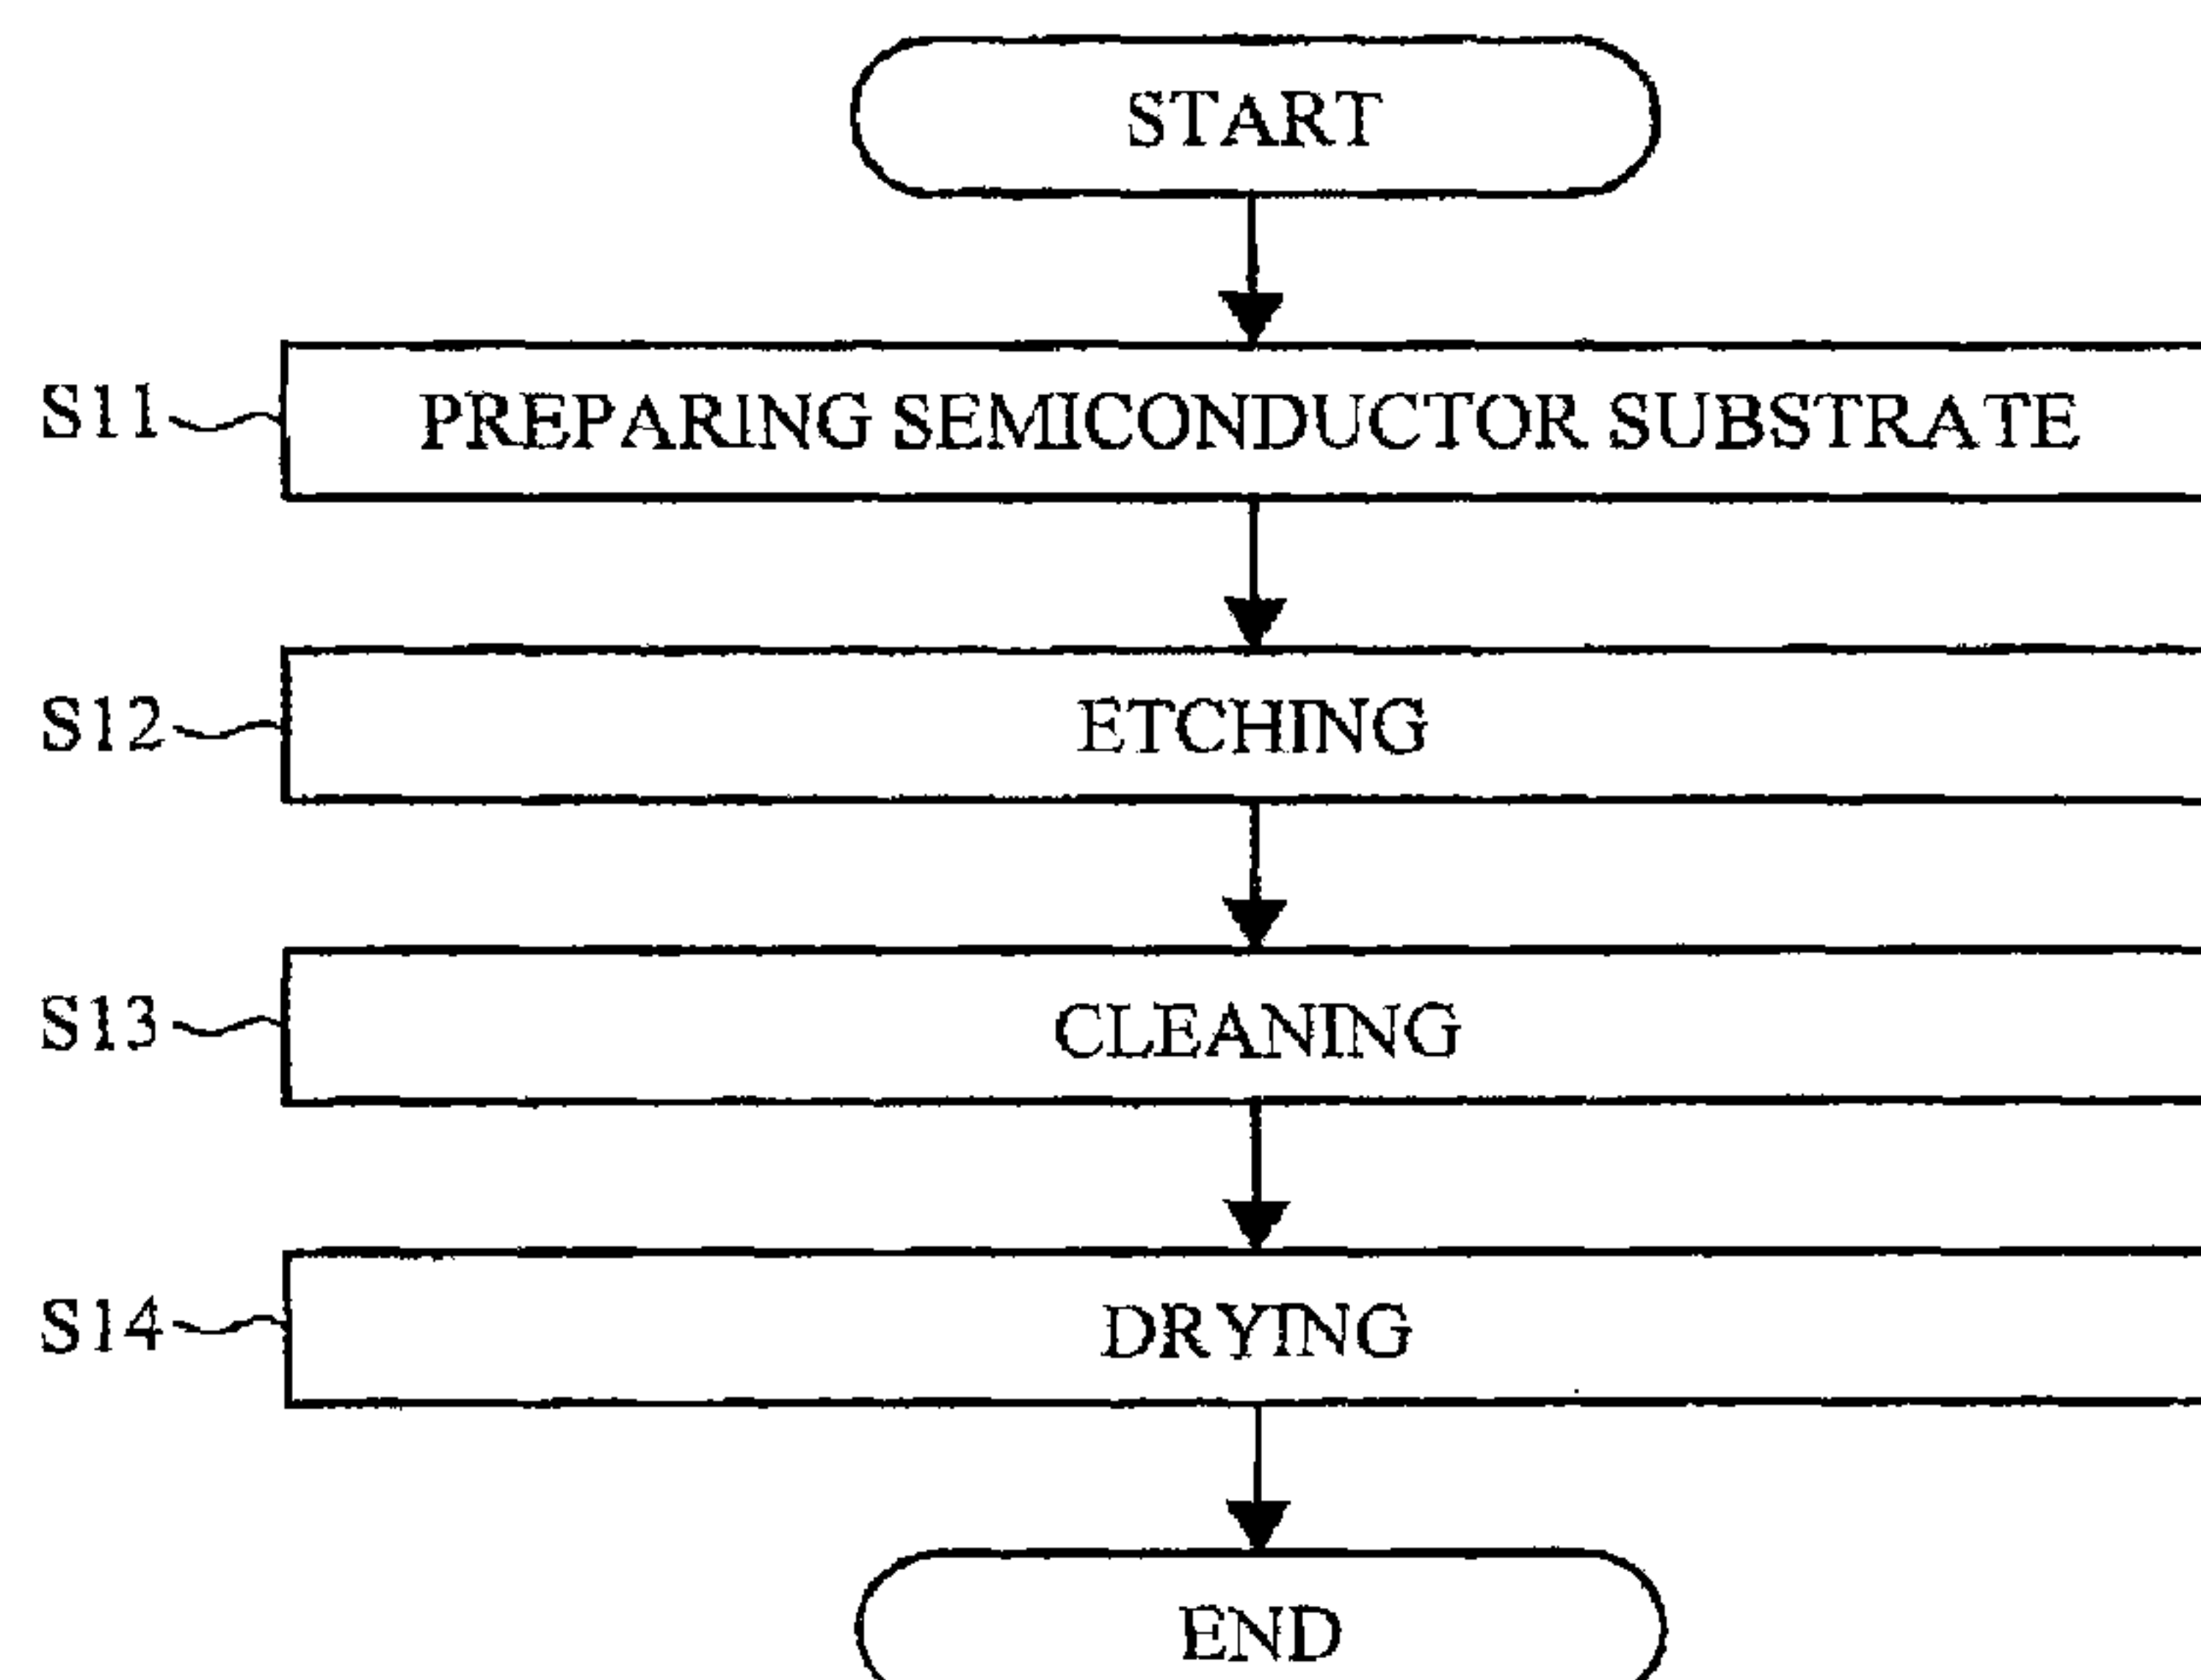 START
S11 PREPARING SEMICONDUCTOR SUBSTRATE
S12 ETCHING
S13 CLEANING
S14 DRYING
END